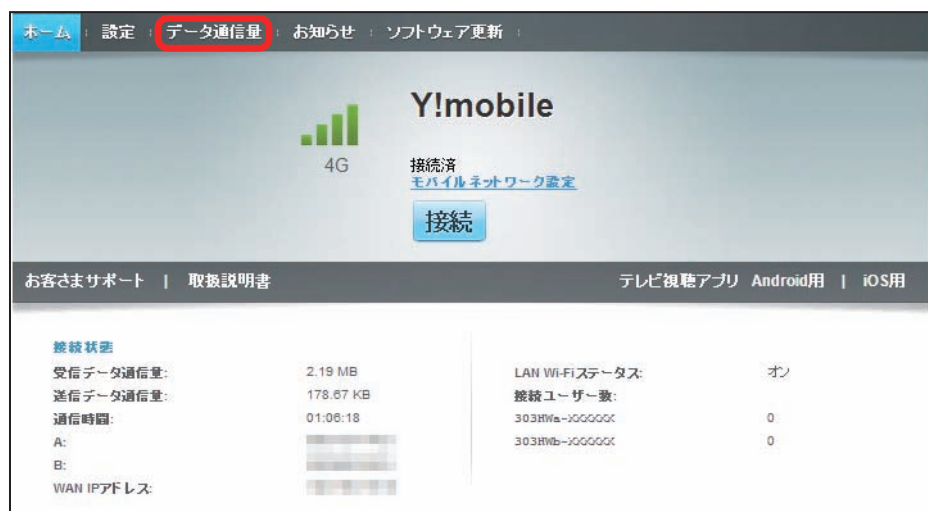 ホーム 設定 データ通信量 お知らせ ソフトウェア更新
Y!mobile
4G
接続済
モバイルネットワーク設定
接続
お客さまサポート | 取扱説明書 テレビ視聴アプリ Android用 | iOS用
接続状態
受信データ通信量: 2.19 MB
送信データ通信量: 178.67 KB
通信時間: 01:06:18
A:
B:
WAN IPアドレス:
LAN Wi-Fiステータス: オン
接続ユーザー数:
303HWa-XXXXXX 0
303HWb-XXXXXX 0